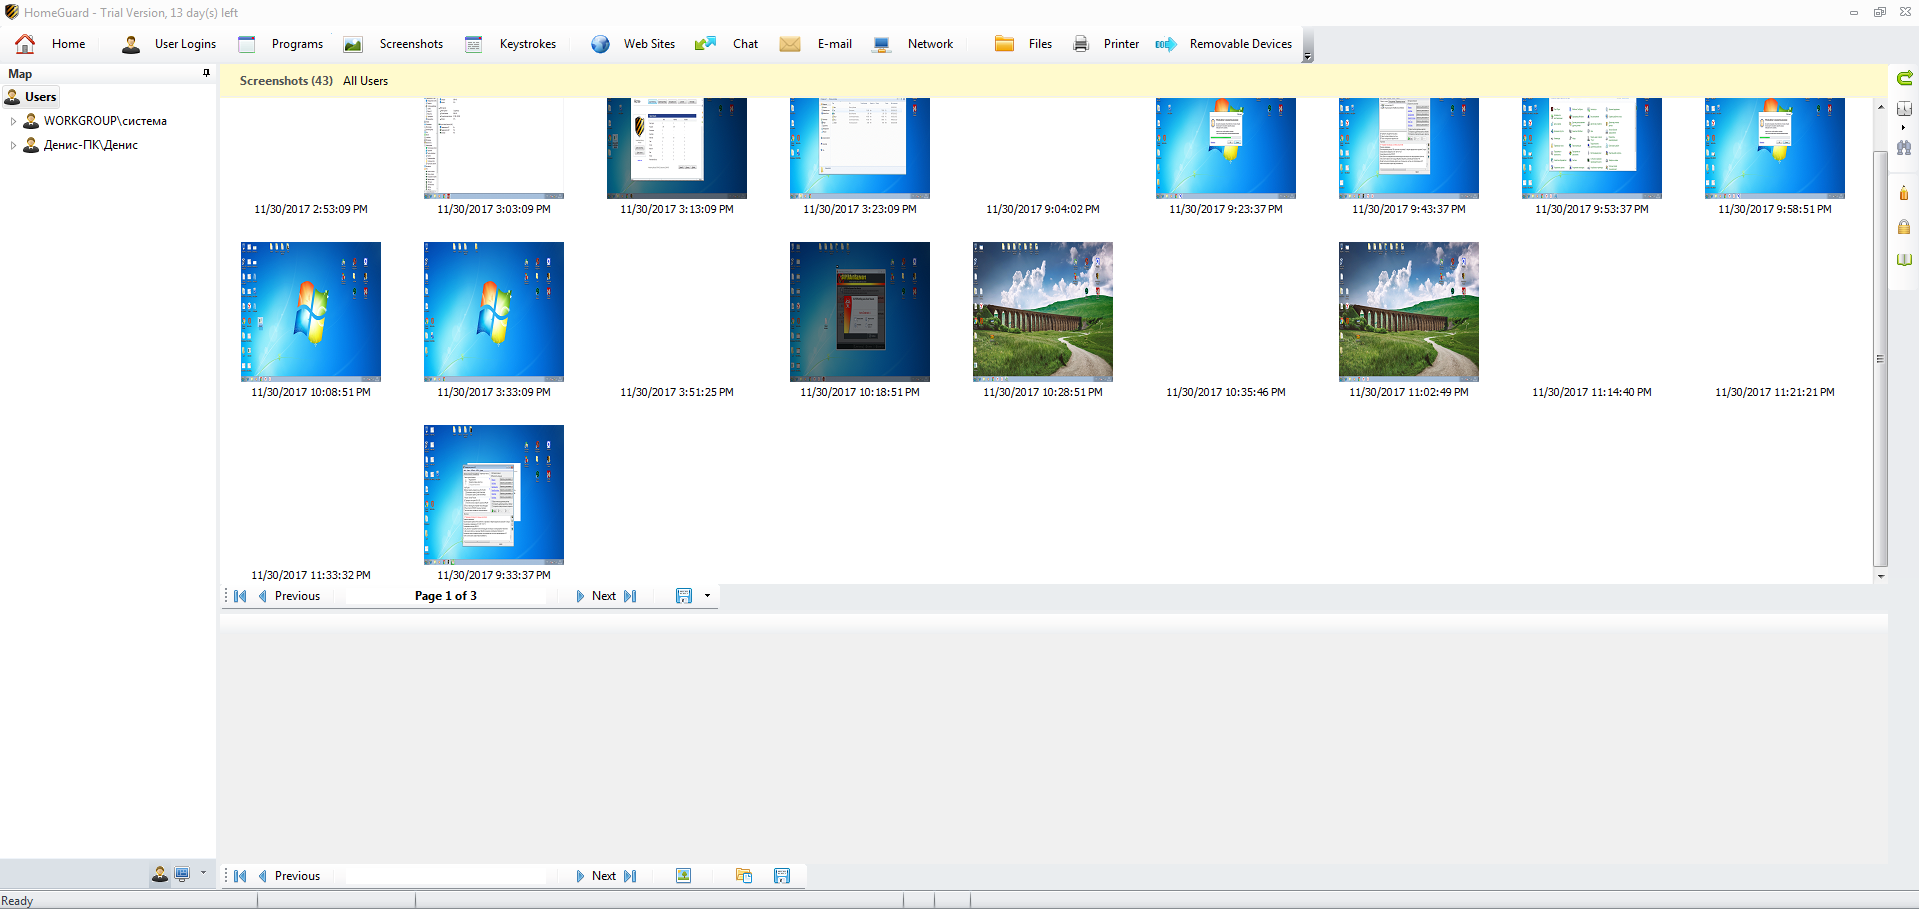 HomeGuard - Trial Version, 13 day(s) left
Home User Logins Programs Screenshots Keystrokes Web Sites Chat E-mail Network Files Printer Removable Devices
Map
Screenshots (43) All Users
Users
WORKGROUP\система
Денис-ПК\Денис
11/30/2017 2:53:09 PM 11/30/2017 3:03:09 PM 11/30/2017 3:13:09 PM 11/30/2017 3:23:09 PM 11/30/2017 9:04:02 PM 11/30/2017 9:23:37 PM 11/30/2017 9:43:37 PM 11/30/2017 9:53:37 PM 11/30/2017 9:58:51 PM
11/30/2017 10:08:51 PM 11/30/2017 3:33:09 PM 11/30/2017 3:51:25 PM 11/30/2017 10:18:51 PM 11/30/2017 10:28:51 PM 11/30/2017 10:35:46 PM 11/30/2017 11:02:49 PM 11/30/2017 11:14:40 PM 11/30/2017 11:21:21 PM
11/30/2017 11:33:32 PM 11/30/2017 9:33:37 PM
Previous Page 1 of 3 Next
Previous Next
Ready